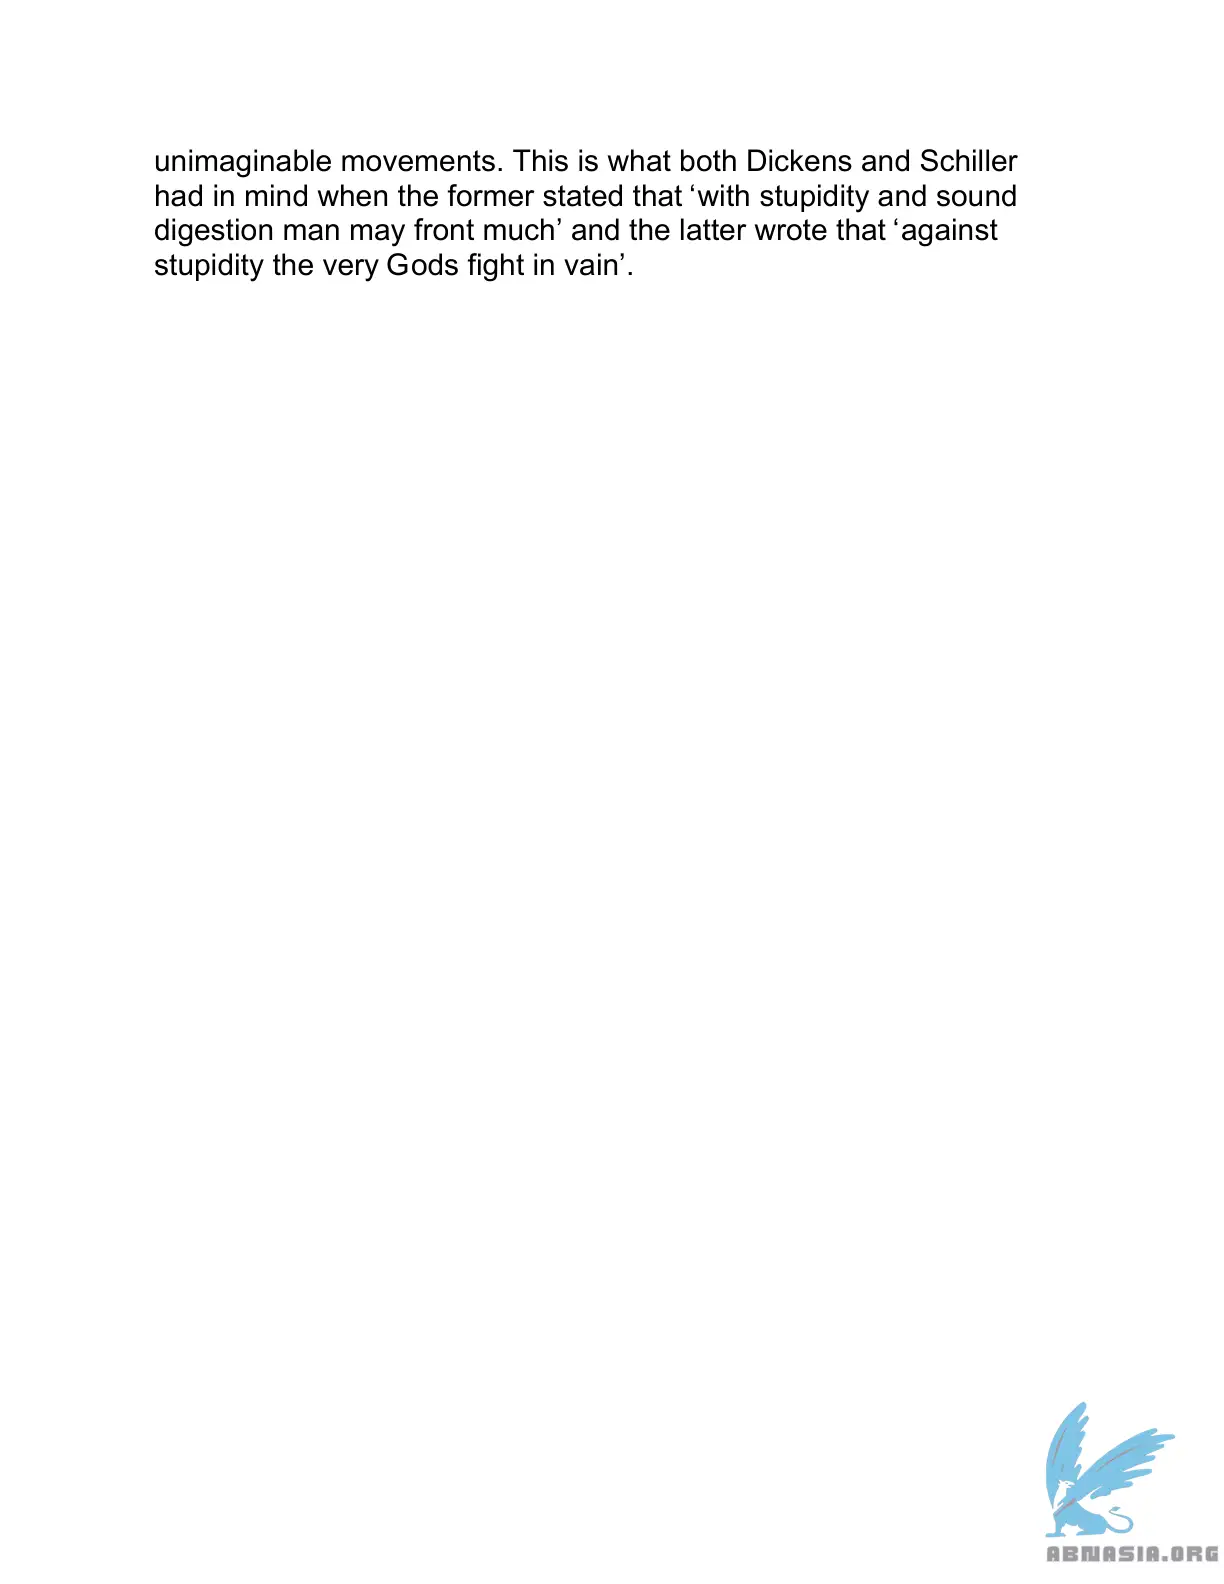 unimaginable movements. This is what both Dickens and Schiller
had in mind when the former stated that ‘with stupidity and sound
digestion man may front much’ and the latter wrote that ‘against
stupidity the very Gods fight in vain’.
ABNASIA.ORG